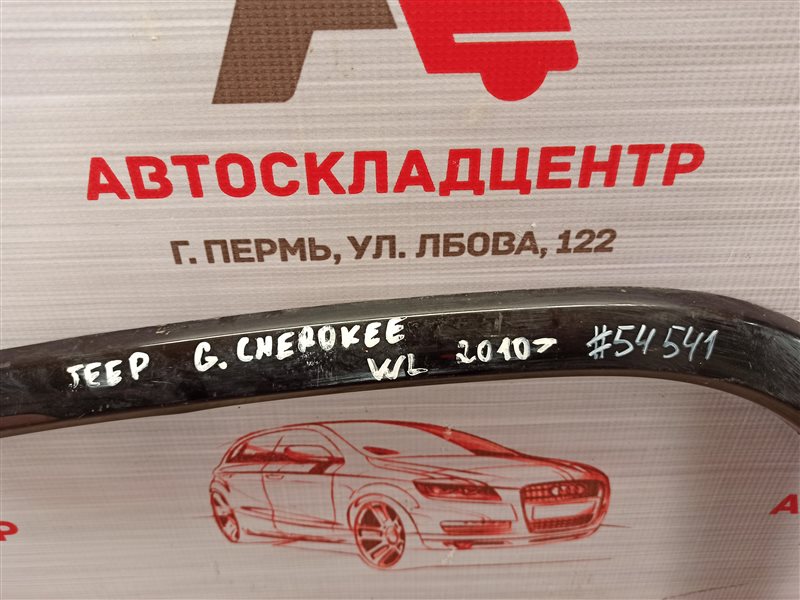 АВТОСКЛАДЦЕНТР
Г. ПЕРМЬ, УЛ. ЛБОВА, 122
JEEP G. CHEROKEE
WL 2010> #54541